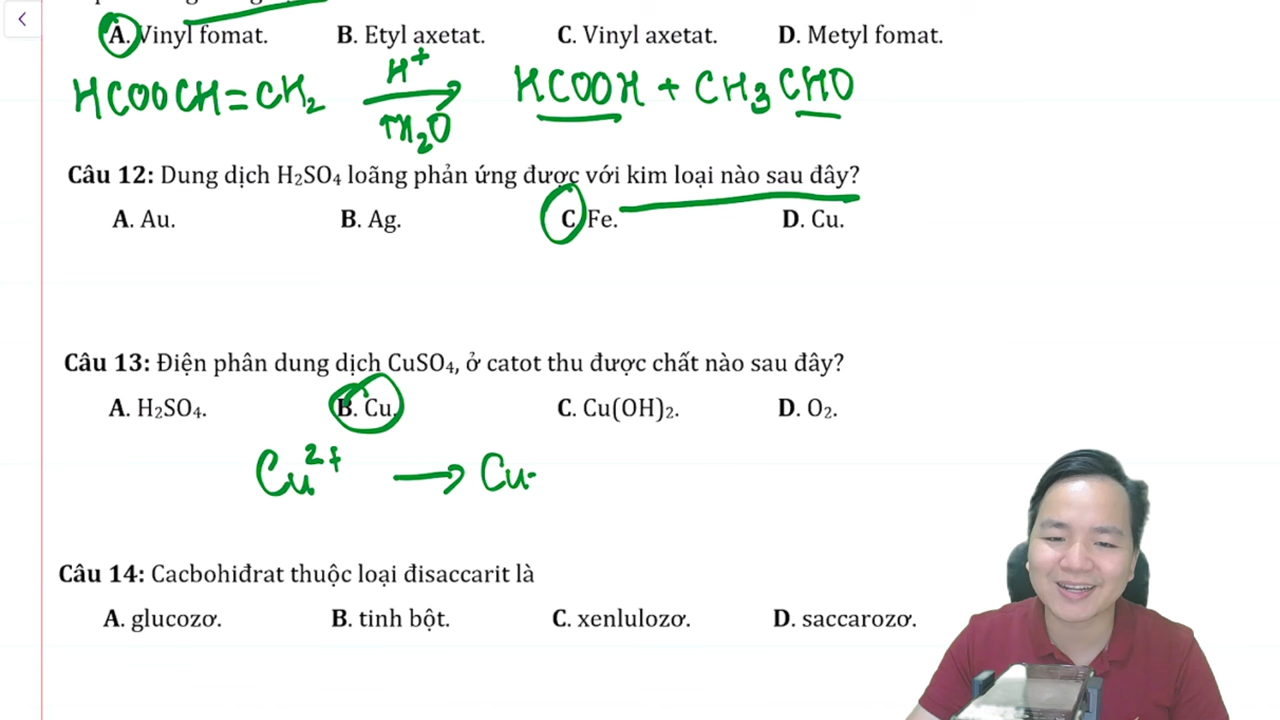 A. Vinyl fomat. B. Etyl axetat. C. Vinyl axetat. D. Metyl fomat.
HCOOCH=CH₂ H⁺ / H₂O → HCOOH + CH₃CHO
Câu 12: Dung dịch H₂SO₄ loãng phản ứng được với kim loại nào sau đây?
A. Au. B. Ag. C. Fe. D. Cu.
Câu 13: Điện phân dung dịch CuSO₄, ở catot thu được chất nào sau đây?
A. H₂SO₄. B. Cu. C. Cu(OH)₂. D. O₂.
Cu²⁺ → Cu
Câu 14: Cacbohiđrat thuộc loại đisaccarit là
A. glucozơ. B. tinh bột. C. xenlulozơ. D. saccarozơ.